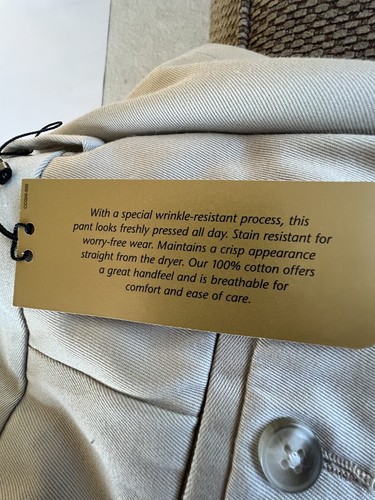 With a special wrinkle-resistant process, this
pant looks freshly pressed all day. Stain resistant for
worry-free wear. Maintains a crisp appearance
straight from the dryer. Our 100% cotton offers
a great handfeel and is breathable for
comfort and ease of care.